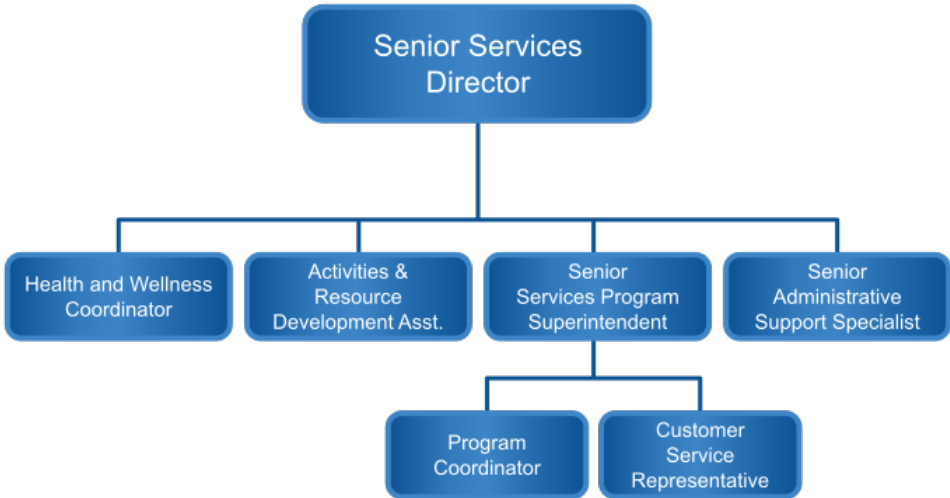 Senior Services
Director
Health and Wellness
Coordinator
Activities &
Resource
Development Asst.
Senior
Services Program
Superintendent
Senior
Administrative
Support Specialist
Program
Coordinator
Customer
Service
Representative